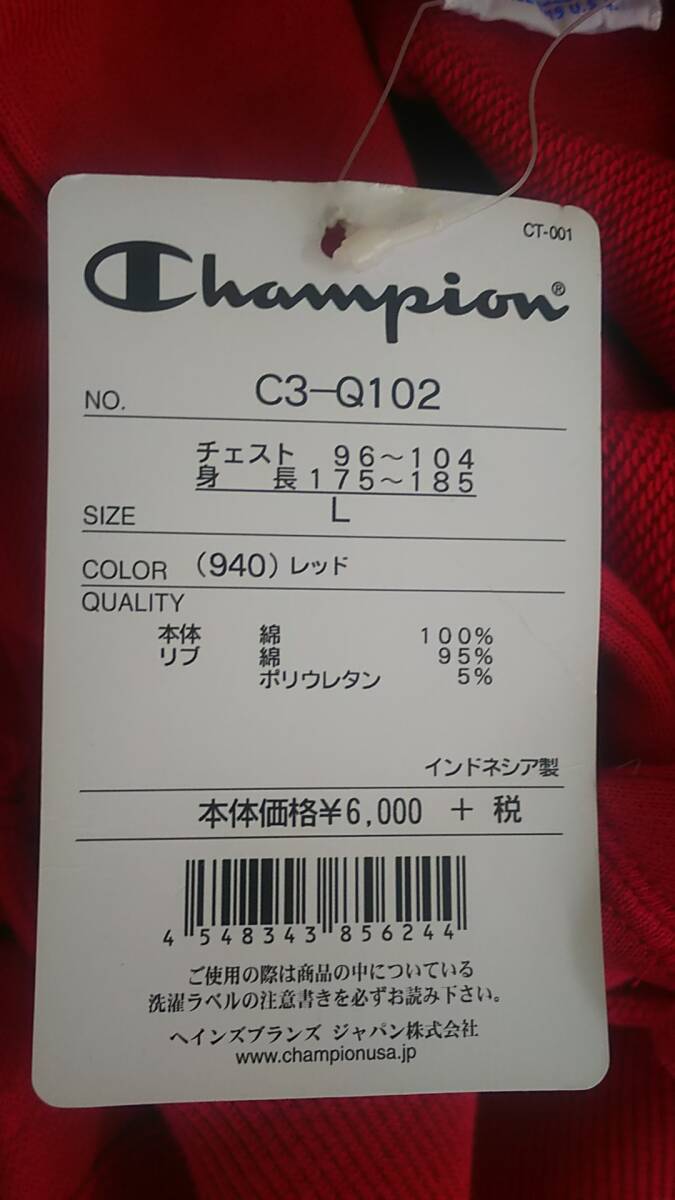 CT-001
Champion®
NO. C3-Q102
チェスト 96～104
身 長 175～185
SIZE L
COLOR (940) レッド
QUALITY
本体 綿 100%
リブ 綿 95%
ポリウレタン 5%
インドネシア製
本体価格¥6,000 + 税
4 548343 856244
ご使用の際は商品の中についている
洗濯ラベルの注意書きを必ずお読み下さい。
ヘインズブランズ ジャパン株式会社
www.championusa.jp